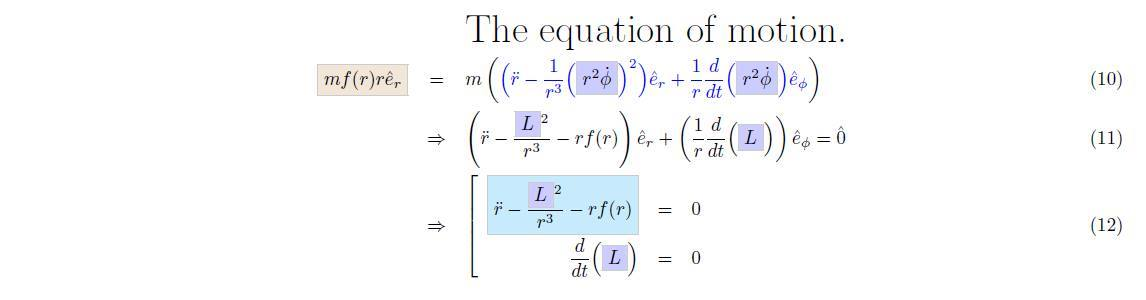 The equation of motion.
mf(r)rê_r = m((r̈ − 1/r³ (r²φ̇)²)ê_r + 1/r d/dt (r²φ̇)ê_φ) (10)
⇒ (r̈ − L²/r³ − rf(r)) ê_r + (1/r d/dt (L)) ê_φ = 0̂ (11)
⇒ [ r̈ − L²/r³ − rf(r) = 0
d/dt (L) = 0 (12)